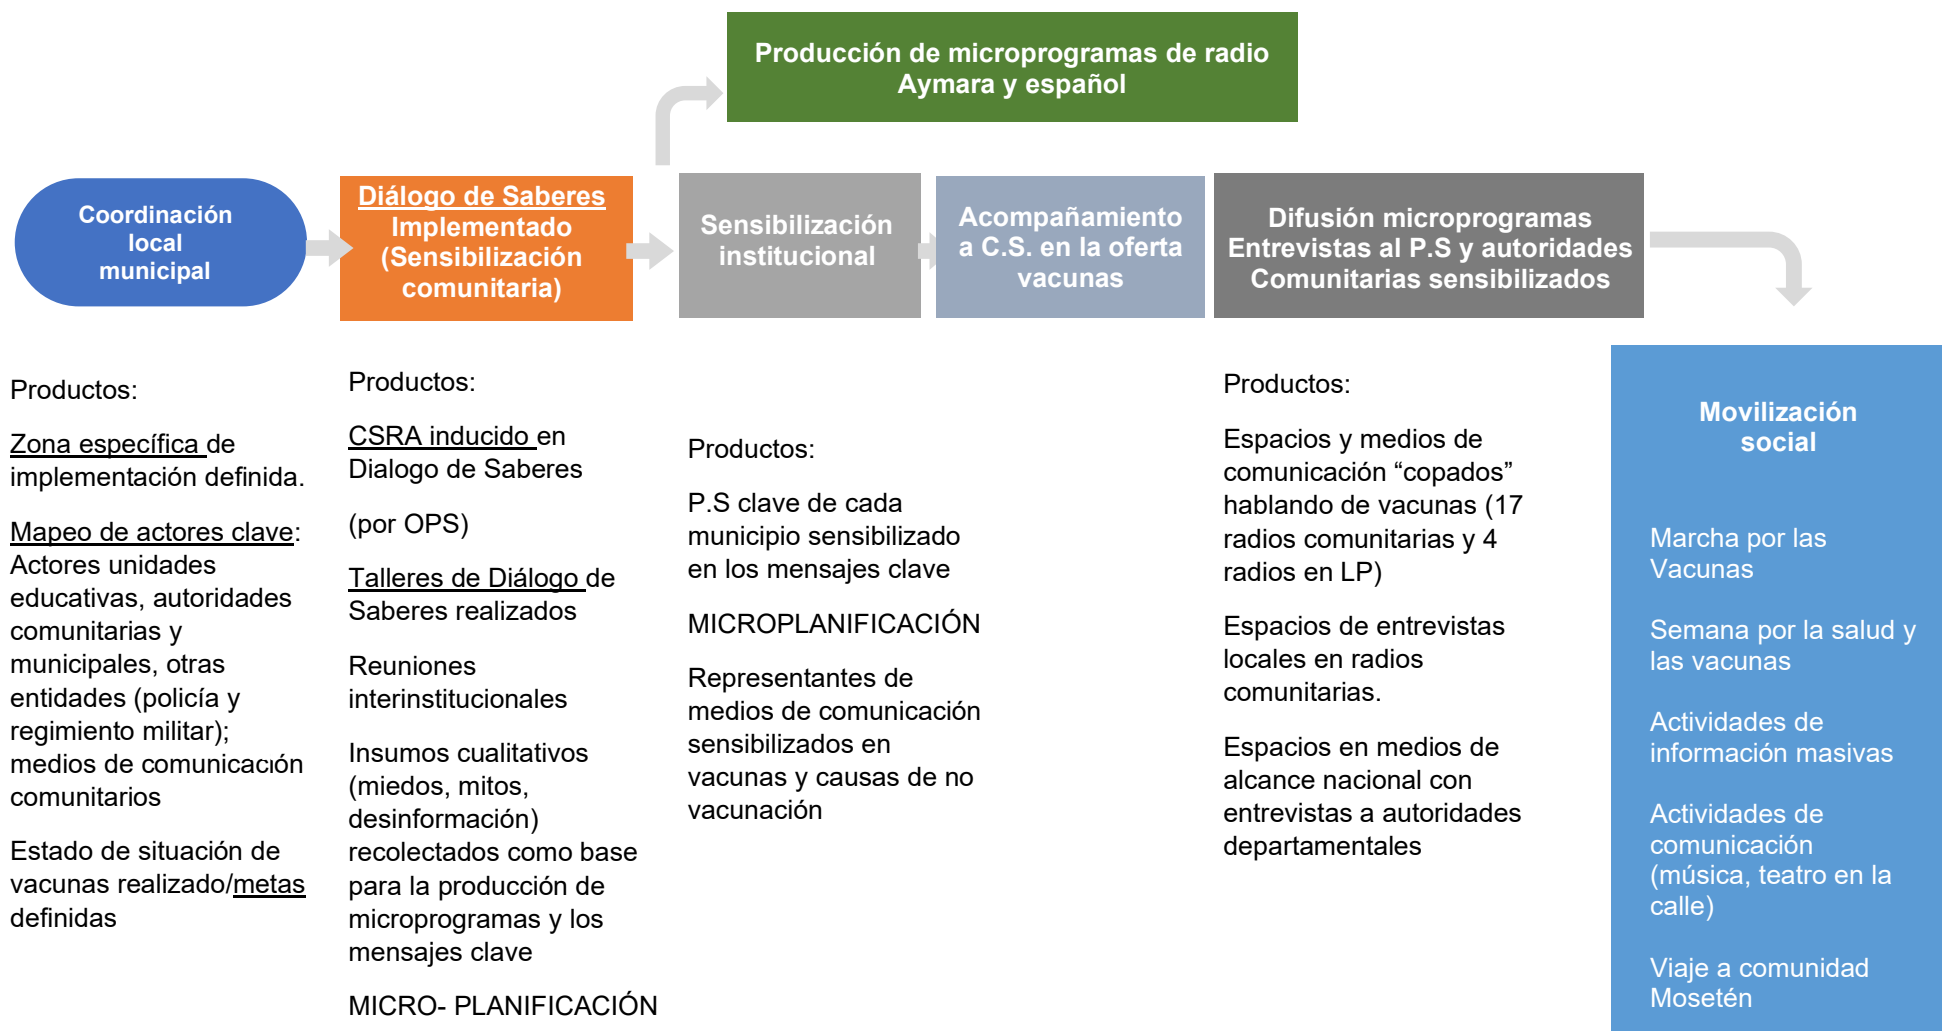 Producción de microprogramas de radio
Aymara y español
Coordinación
local
municipal
Diálogo de Saberes
Implementado
(Sensibilización
comunitaria)
Sensibilización
institucional
Acompañamiento
a C.S. en la oferta
vacunas
Difusión microprogramas
Entrevistas al P.S y autoridades
Comunitarias sensibilizados
Productos:
Zona específica de
implementación definida.
Mapeo de actores clave:
Actores unidades
educativas, autoridades
comunitarias y
municipales, otras
entidades (policía y
regimiento militar);
medios de comunicación
comunitarios
Estado de situación de
vacunas realizado/metas
definidas
Productos:
CSRA inducido en
Dialogo de Saberes
(por OPS)
Talleres de Diálogo de
Saberes realizados
Reuniones
interinstitucionales
Insumos cualitativos
(miedos, mitos,
desinformación)
recolectados como base
para la producción de
microprogramas y los
mensajes clave
MICRO- PLANIFICACIÓN
Productos:
P.S clave de cada
municipio sensibilizado
en los mensajes clave
MICROPLANIFICACIÓN
Representantes de
medios de comunicación
sensibilizados en
vacunas y causas de no
vacunación
Productos:
Espacios y medios de
comunicación “copados”
hablando de vacunas (17
radios comunitarias y 4
radios en LP)
Espacios de entrevistas
locales en radios
comunitarias.
Espacios en medios de
alcance nacional con
entrevistas a autoridades
departamentales
Movilización
social
Marcha por las
Vacunas
Semana por la salud y
las vacunas
Actividades de
información masivas
Actividades de
comunicación
(música, teatro en la
calle)
Viaje a comunidad
Mosetén